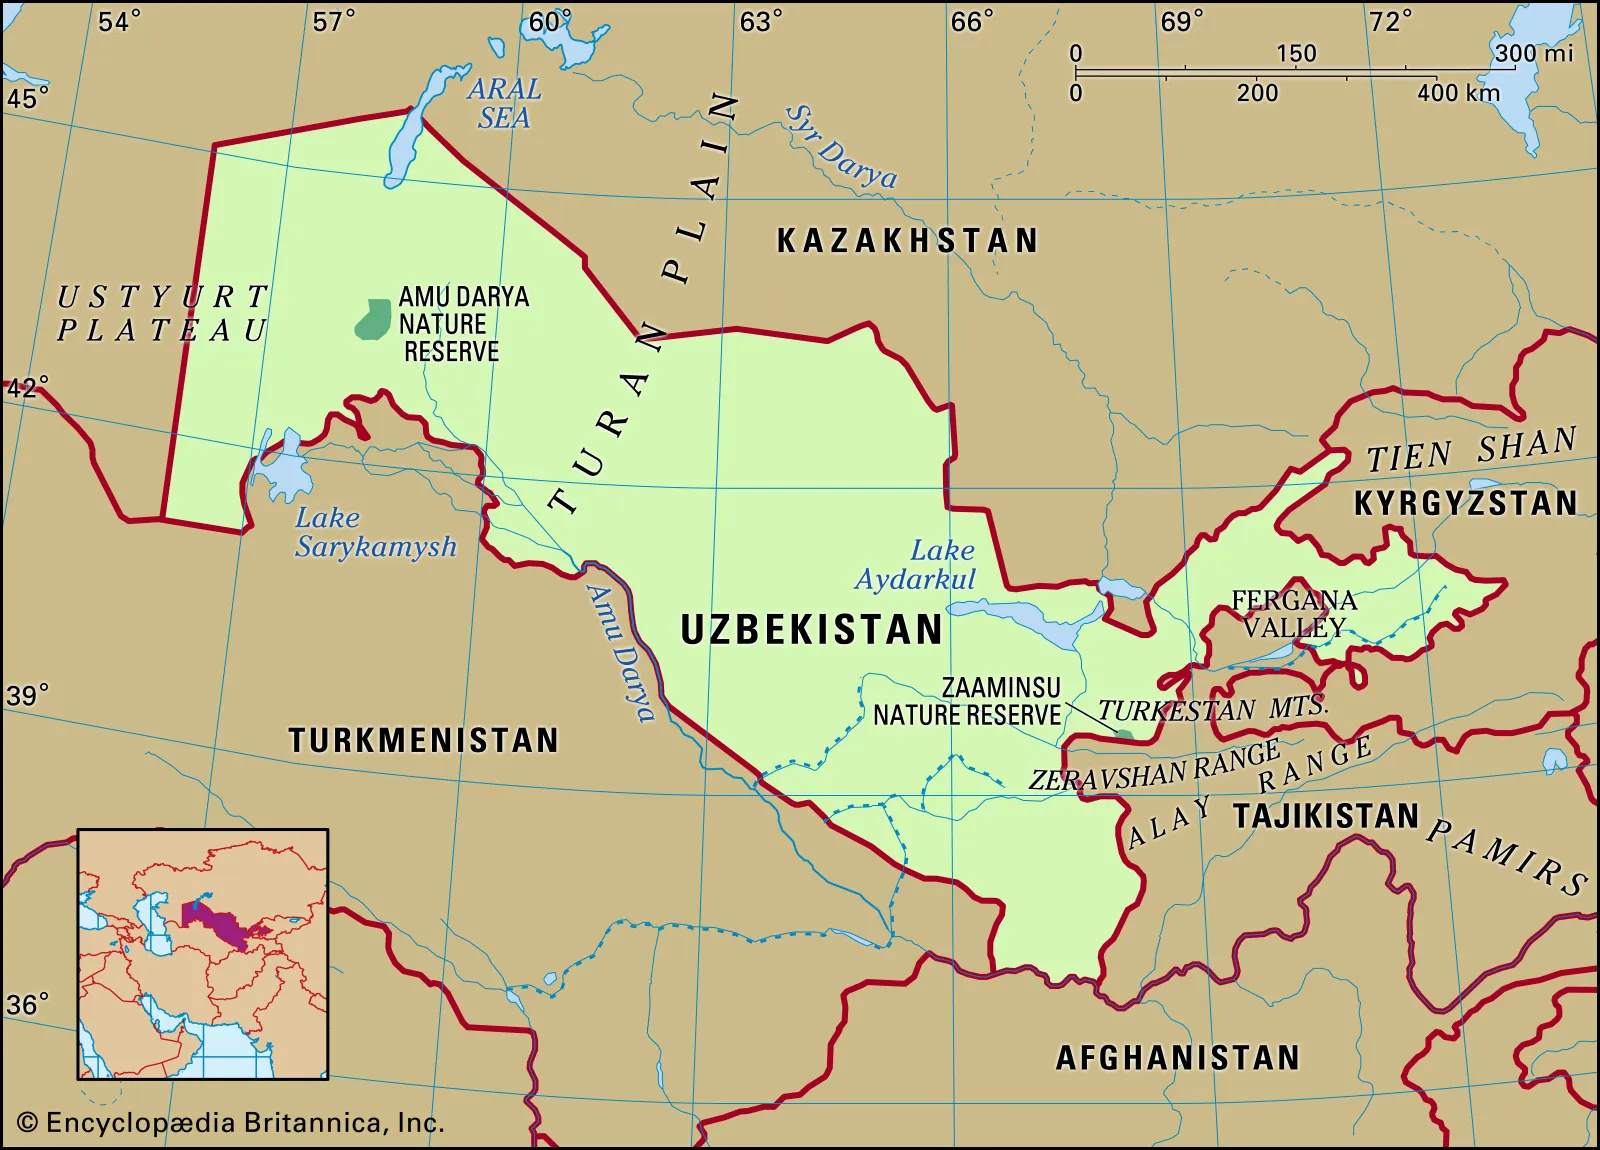 54° 57° 60° 63° 66° 69° 72°
0 150 300 mi
0 200 400 km
45°
ARAL
SEA
Syr Darya
TURAN PLAIN
KAZAKHSTAN
USTYURT
PLATEAU
AMU DARYA
NATURE
RESERVE
42°
TIEN SHAN
KYRGYZSTAN
Lake
Sarykamysh
Lake
Aydarkul
Amu Darya
UZBEKISTAN
FERGANA
VALLEY
39°
ZAAMINSU
NATURE RESERVE
TURKESTAN MTS.
TURKMENISTAN
ZERAVSHAN RANGE
ALAY RANGE
TAJIKISTAN
PAMIRS
36°
AFGHANISTAN
© Encyclopædia Britannica, Inc.